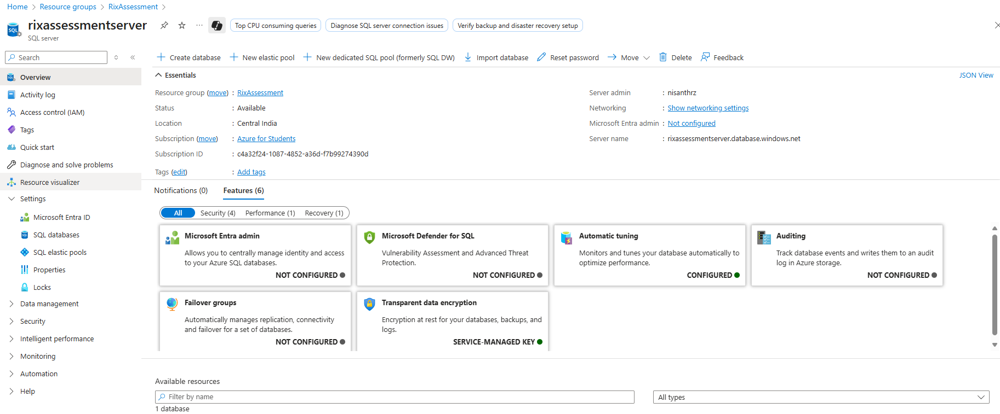 Home > Resource groups > RixAssessment >
rixassessmentserver
SQL server
Top CPU consuming queries
Diagnose SQL server connection issues
Verify backup and disaster recovery setup
Search
Overview
Activity log
Access control (IAM)
Tags
Quick start
Diagnose and solve problems
Resource visualizer
Settings
Microsoft Entra ID
SQL databases
SQL elastic pools
Properties
Locks
Data management
Security
Intelligent performance
Monitoring
Automation
Help
Create database
New elastic pool
New dedicated SQL pool (formerly SQL DW)
Import database
Reset password
Move
Delete
Feedback
Essentials
JSON View
Resource group (move) : RixAssessment
Status : Available
Location : Central India
Subscription (move) : Azure for Students
Subscription ID : c4a32f24-1087-4852-a36d-f7b99274390d
Tags (edit) : Add tags
Server admin : nisanthrz
Networking : Show networking settings
Microsoft Entra admin : Not configured
Server name : rixassessmentserver.database.windows.net
Notifications (0)
Features (6)
All
Security (4)
Performance (1)
Recovery (1)
Microsoft Entra admin
Allows you to centrally manage identity and access
to your Azure SQL databases.
NOT CONFIGURED
Microsoft Defender for SQL
Vulnerability Assessment and Advanced Threat
Protection.
NOT CONFIGURED
Automatic tuning
Monitors and tunes your database automatically to
optimize performance.
CONFIGURED
Auditing
Track database events and writes them to an audit
log in Azure storage.
NOT CONFIGURED
Failover groups
Automatically manages replication, connectivity
and failover for a set of databases.
NOT CONFIGURED
Transparent data encryption
Encryption at rest for your databases, backups, and
logs.
SERVICE-MANAGED KEY
Available resources
Filter by name
All types
1 database